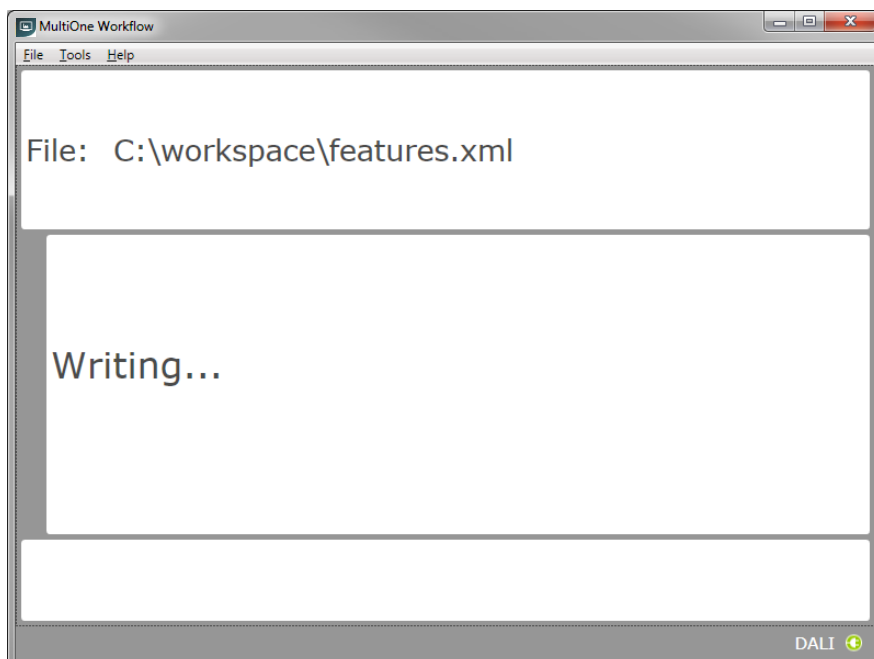 MultiOne Workflow
File Tools Help
File: C:\workspace\features.xml
Writing...
DALI